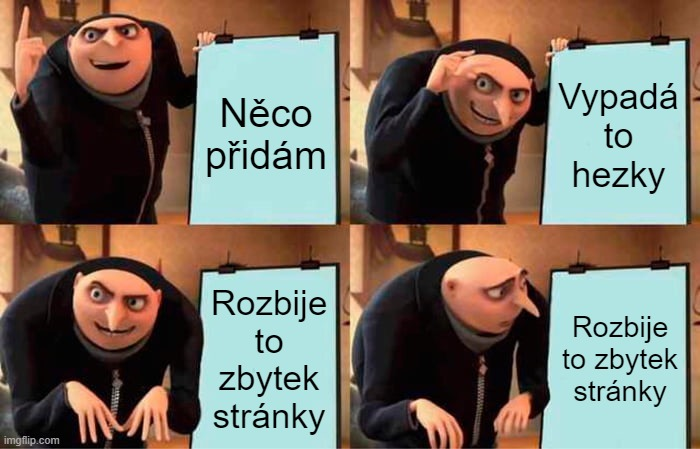 Něco
přidám
Vypadá
to
hezky
Rozbije
to
zbytek
stránky
Rozbije
to zbytek
stránky
imgflip.com